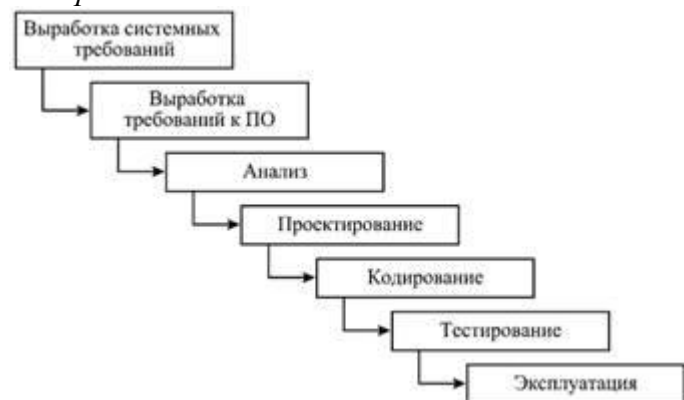 Выработка системных
требований
Выработка
требований к ПО
Анализ
Проектирование
Кодирование
Тестирование
Эксплуатация